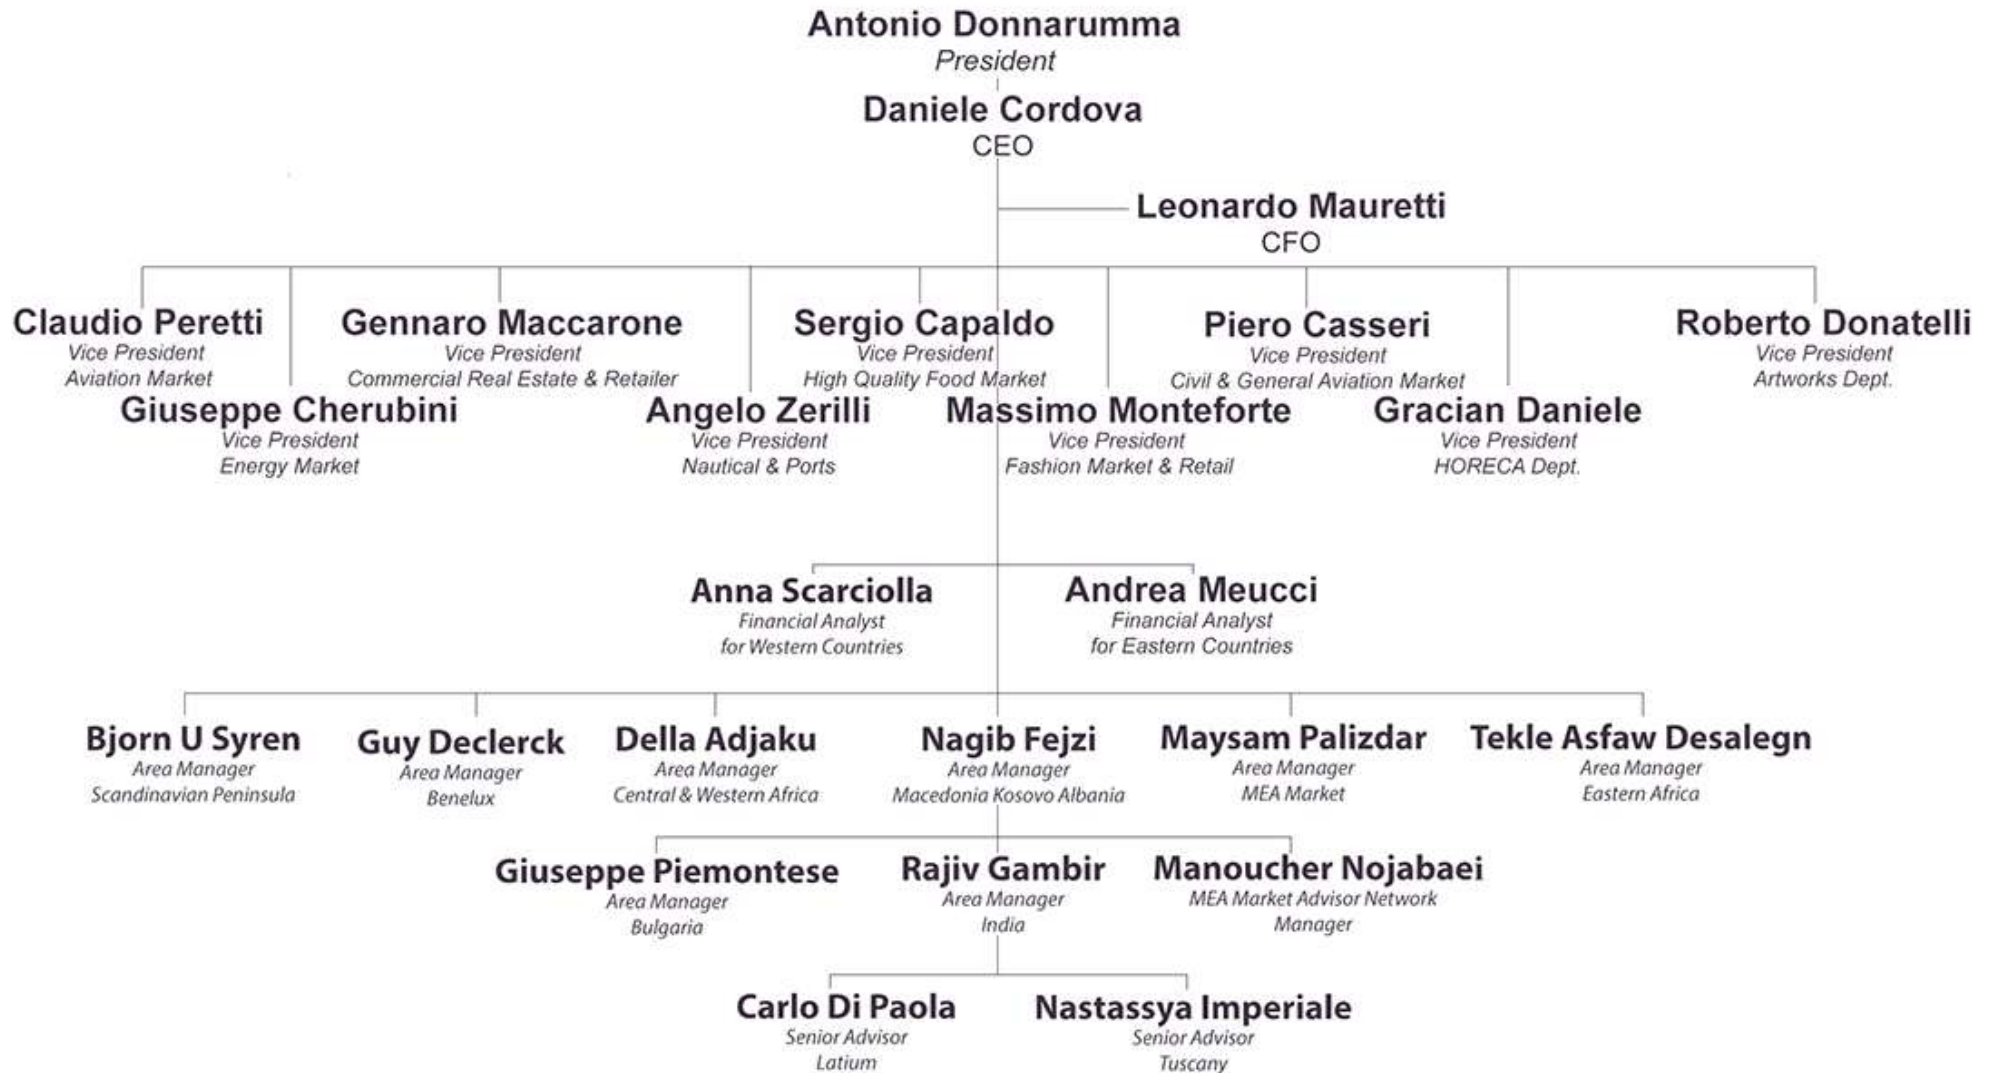 Antonio Donnarumma
President
Daniele Cordova
CEO
Leonardo Mauretti
CFO
Claudio Peretti
Vice President
Aviation Market
Gennaro Maccarone
Vice President
Commercial Real Estate & Retailer
Sergio Capaldo
Vice President
High Quality Food Market
Piero Casseri
Vice President
Civil & General Aviation Market
Roberto Donatelli
Vice President
Artworks Dept.
Giuseppe Cherubini
Vice President
Energy Market
Angelo Zerilli
Vice President
Nautical & Ports
Massimo Monteforte
Vice President
Fashion Market & Retail
Gracian Daniele
Vice President
HORECA Dept.
Anna Scarciolla
Financial Analyst
for Western Countries
Andrea Meucci
Financial Analyst
for Eastern Countries
Bjorn U Syren
Area Manager
Scandinavian Peninsula
Guy Declerck
Area Manager
Benelux
Della Adjaku
Area Manager
Central & Western Africa
Nagib Fejzi
Area Manager
Macedonia Kosovo Albania
Maysam Palizdar
Area Manager
MEA Market
Tekle Asfaw Desalegn
Area Manager
Eastern Africa
Giuseppe Piemontese
Area Manager
Bulgaria
Rajiv Gambir
Area Manager
India
Manoucher Nojabaei
MEA Market Advisor Network
Manager
Carlo Di Paola
Senior Advisor
Latium
Nastassya Imperiale
Senior Advisor
Tuscany